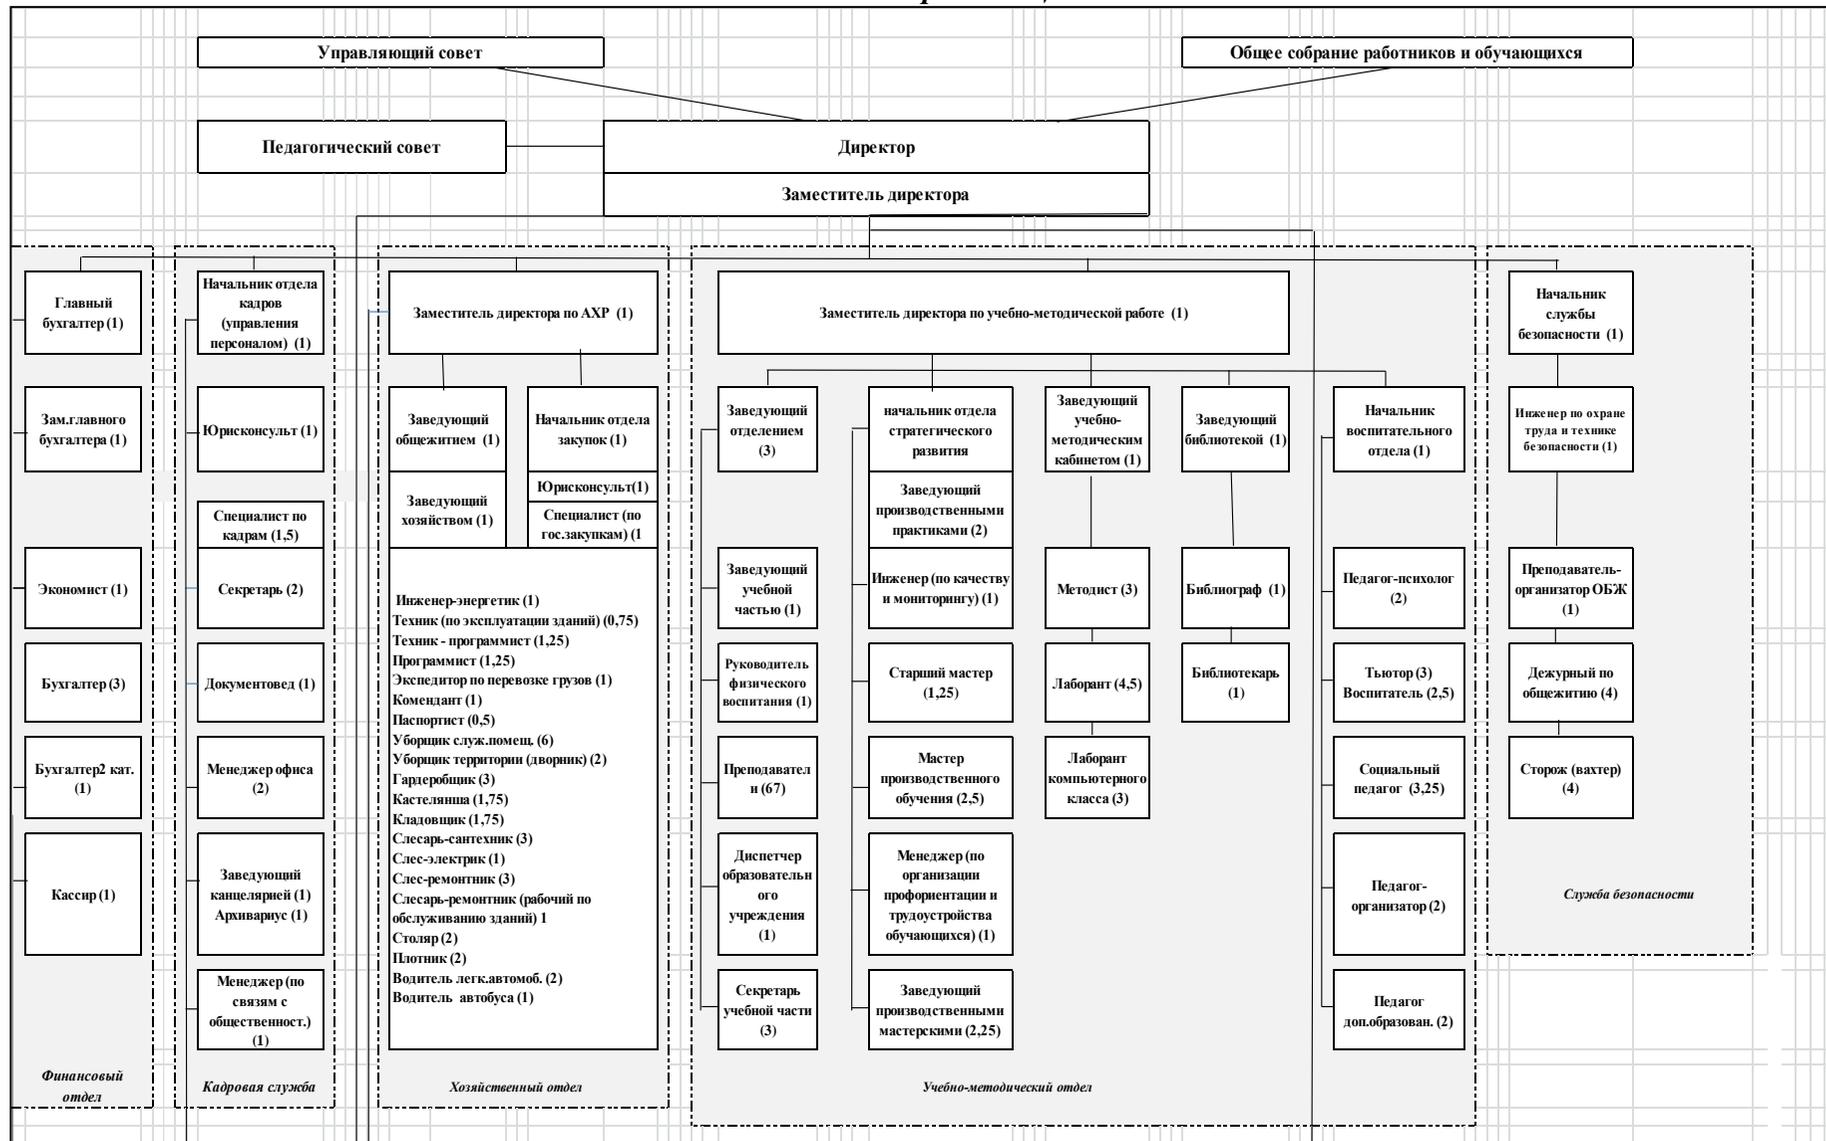 Управляющий совет
Общее собрание работников и обучающихся
Педагогический совет
Директор
Заместитель директора
Главный
бухгалтер (1)
Зам.главного
бухгалтера (1)
Экономист (1)
Бухгалтер (3)
Бухгалтер2 кат.
(1)
Кассир (1)
Финансовый
отдел
Начальник отдела
кадров
(управления
персоналом) (1)
Юрисконсульт (1)
Специалист по
кадрам (1,5)
Секретарь (2)
Документовед (1)
Менеджер офиса
(2)
Заведующий
канцелярией (1)
Архивариус (1)
Менеджер (по
связям с
общественност.)
(1)
Кадровая служба
Заместитель директора по АХР (1)
Заведующий
общежитием (1)
Заведующий
хозяйством (1)
Начальник отдела
закупок (1)
Юрисконсульт(1)
Специалист (по
гос.закупкам) (1
Инженер-энергетик (1)
Техник (по эксплуатации зданий) (0,75)
Техник - программист (1,25)
Программист (1,25)
Экспедитор по перевозке грузов (1)
Комендант (1)
Паспортист (0,5)
Уборщик служ.помещ. (6)
Уборщик территории (дворник) (2)
Гардеробщик (3)
Кастелянша (1,75)
Кладовщик (1,75)
Слесарь-сантехник (3)
Слес-электрик (1)
Слес-ремонтник (3)
Слесарь-ремонтник (рабочий по
обслуживанию зданий) 1
Столяр (2)
Плотник (2)
Водитель легк.автомоб. (2)
Водитель автобуса (1)
Хозяйственный отдел
Заместитель директора по учебно-методической работе (1)
Заведующий
отделением
(3)
Заведующий
учебной
частью (1)
Руководитель
физического
воспитания (1)
Преподавател
и (67)
Диспетчер
образовательн
ого
учреждения
(1)
Секретарь
учебной части
(3)
начальник отдела
стратегического
развития
Заведующий
производственными
практиками (2)
Инженер (по качеству
и мониторингу) (1)
Старший мастер
(1,25)
Мастер
производственного
обучения (2,5)
Менеджер (по
организации
профориентации и
трудоустройства
обучающихся) (1)
Заведующий
производственными
мастерскими (2,25)
Заведующий
учебно-
методическим
кабинетом (1)
Методист (3)
Лаборант (4,5)
Лаборант
компьютерного
класса (3)
Заведующий
библиотекой (1)
Библиограф (1)
Библиотекарь
(1)
Начальник
воспитательного
отдела (1)
Педагог-психолог
(2)
Тьютор (3)
Воспитатель (2,5)
Социальный
педагог (3,25)
Педагог-
организатор (2)
Педагог
доп.образован. (2)
Учебно-методический отдел
Начальник
службы
безопасности (1)
Инженер по охране
труда и технике
безопасности (1)
Преподаватель-
организатор ОБЖ
(1)
Дежурный по
общежитию (4)
Сторож (вахтер)
(4)
Служба безопасности